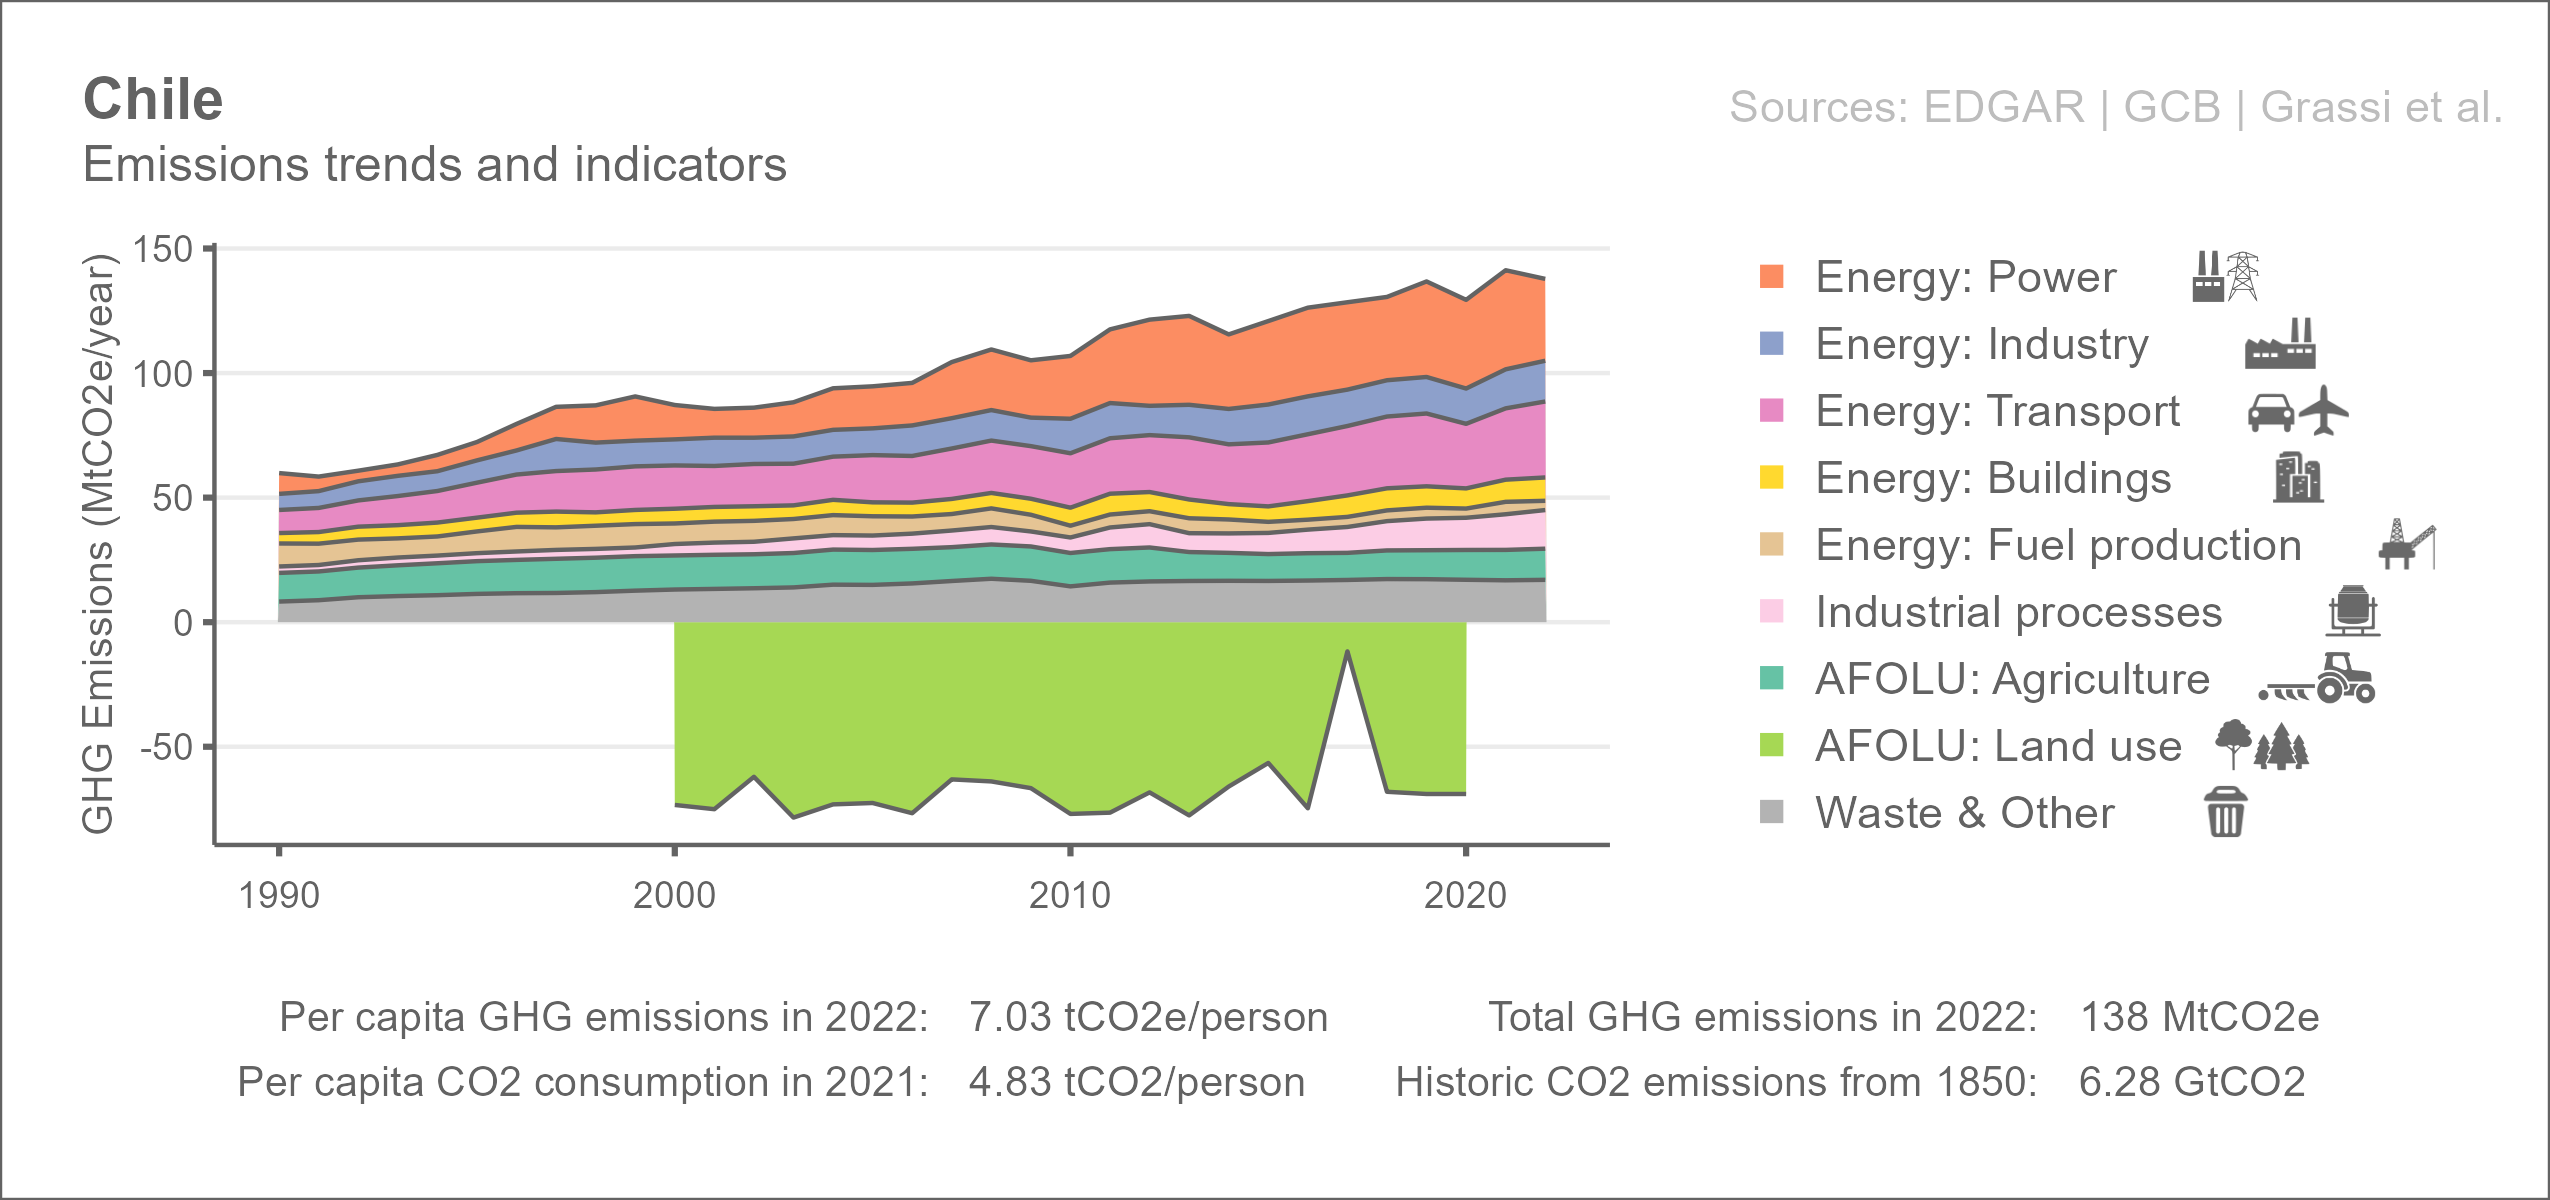 Chile
Sources: EDGAR | GCB | Grassi et al.
Emissions trends and indicators
GHG Emissions (MtCO2e/year)
150
100
50
0
-50
1990
2000
2010
2020
Energy: Power
Energy: Industry
Energy: Transport
Energy: Buildings
Energy: Fuel production
Industrial processes
AFOLU: Agriculture
AFOLU: Land use
Waste & Other
Per capita GHG emissions in 2022: 7.03 tCO2e/person
Total GHG emissions in 2022: 138 MtCO2e
Per capita CO2 consumption in 2021: 4.83 tCO2/person
Historic CO2 emissions from 1850: 6.28 GtCO2